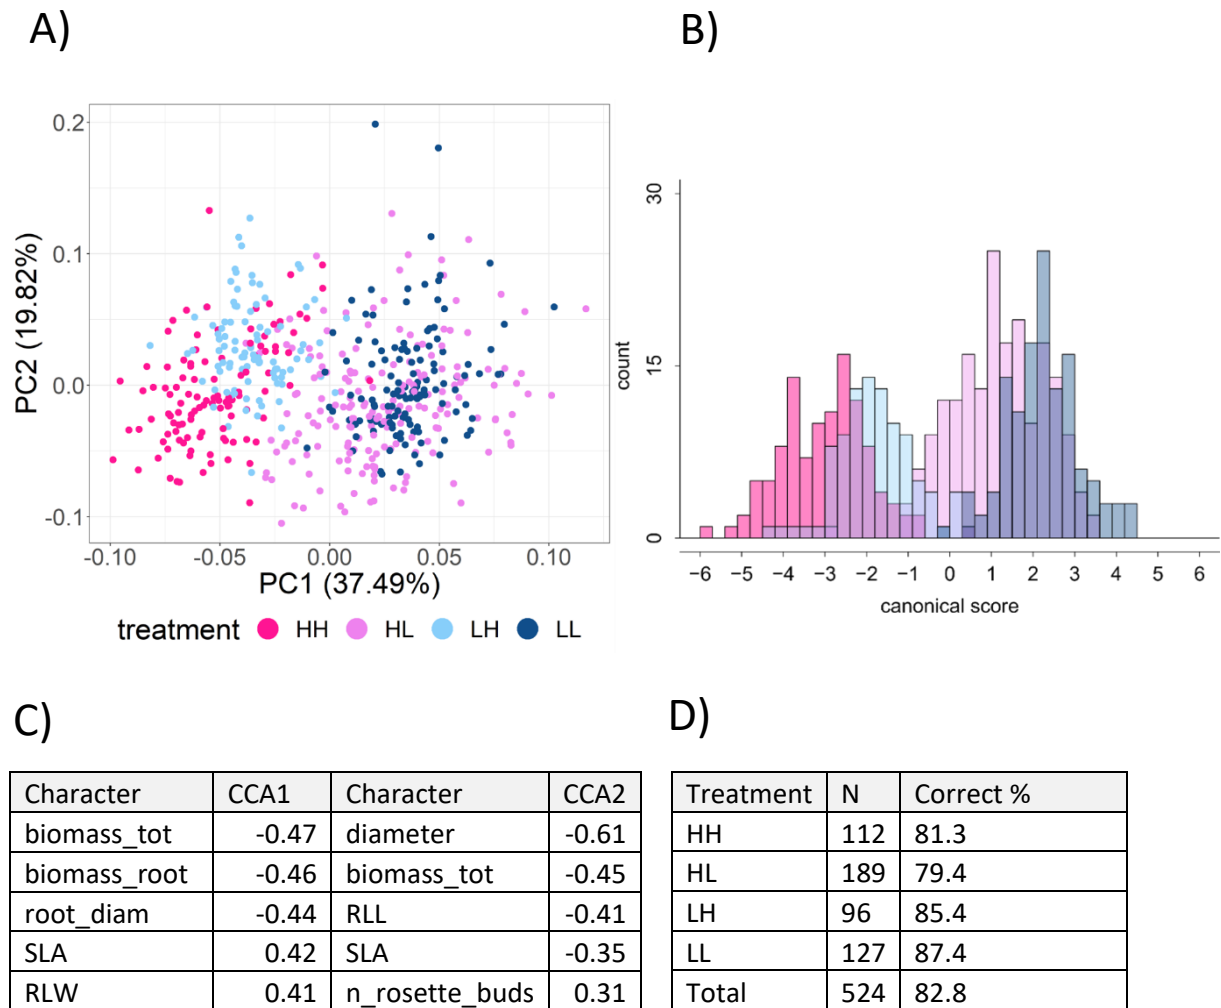 A)
B)
0.2
0.1
0.0
-0.1
PC2 (19.82%)
-0.10 -0.05 0.00 0.05 0.10
PC1 (37.49%)
treatment HH HL LH LL
30
15
0
count
−6 −5 −4 −3 −2 −1 0 1 2 3 4 5 6
canonical score
C)
Character CCA1 Character CCA2
biomass_tot -0.47 diameter -0.61
biomass_root -0.46 biomass_tot -0.45
root_diam -0.44 RLL -0.41
SLA 0.42 SLA -0.35
RLW 0.41 n_rosette_buds 0.31
D)
Treatment N Correct %
HH 112 81.3
HL 189 79.4
LH 96 85.4
LL 127 87.4
Total 524 82.8